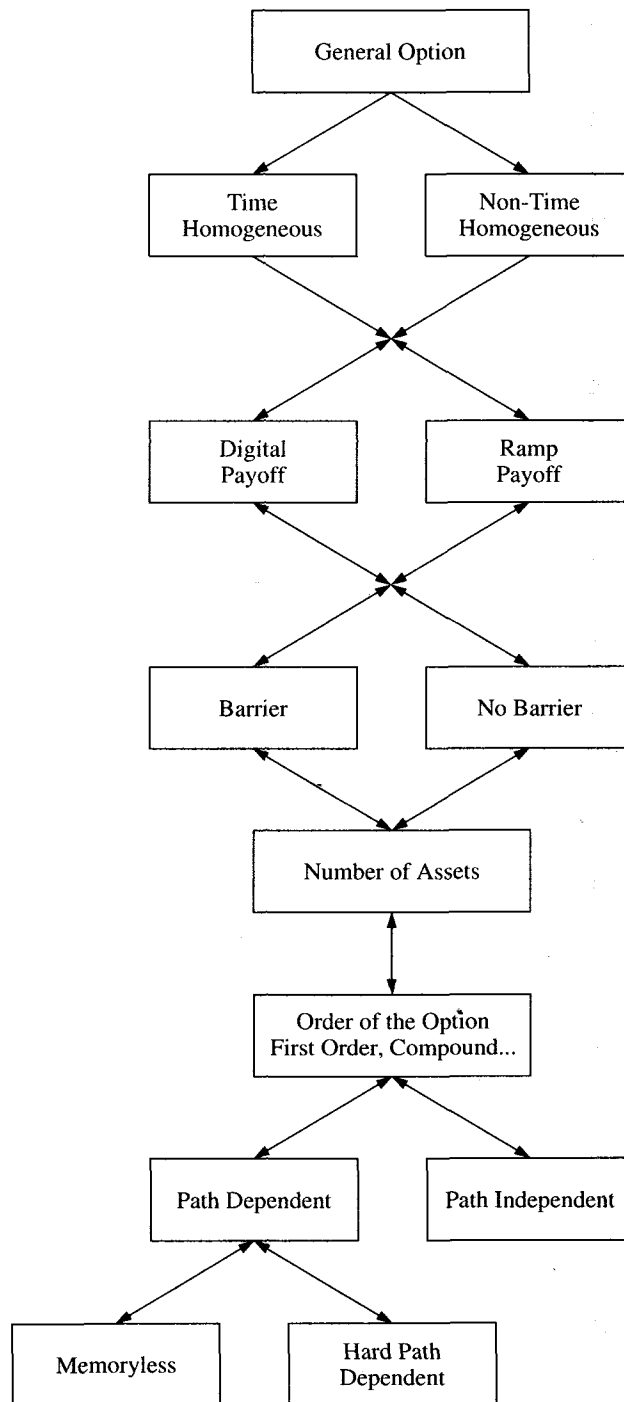 General Option
Time
Homogeneous
Non-Time
Homogeneous
Digital
Payoff
Ramp
Payoff
Barrier
No Barrier
Number of Assets
Order of the Option
First Order, Compound...
Path Dependent
Path Independent
Memoryless
Hard Path
Dependent